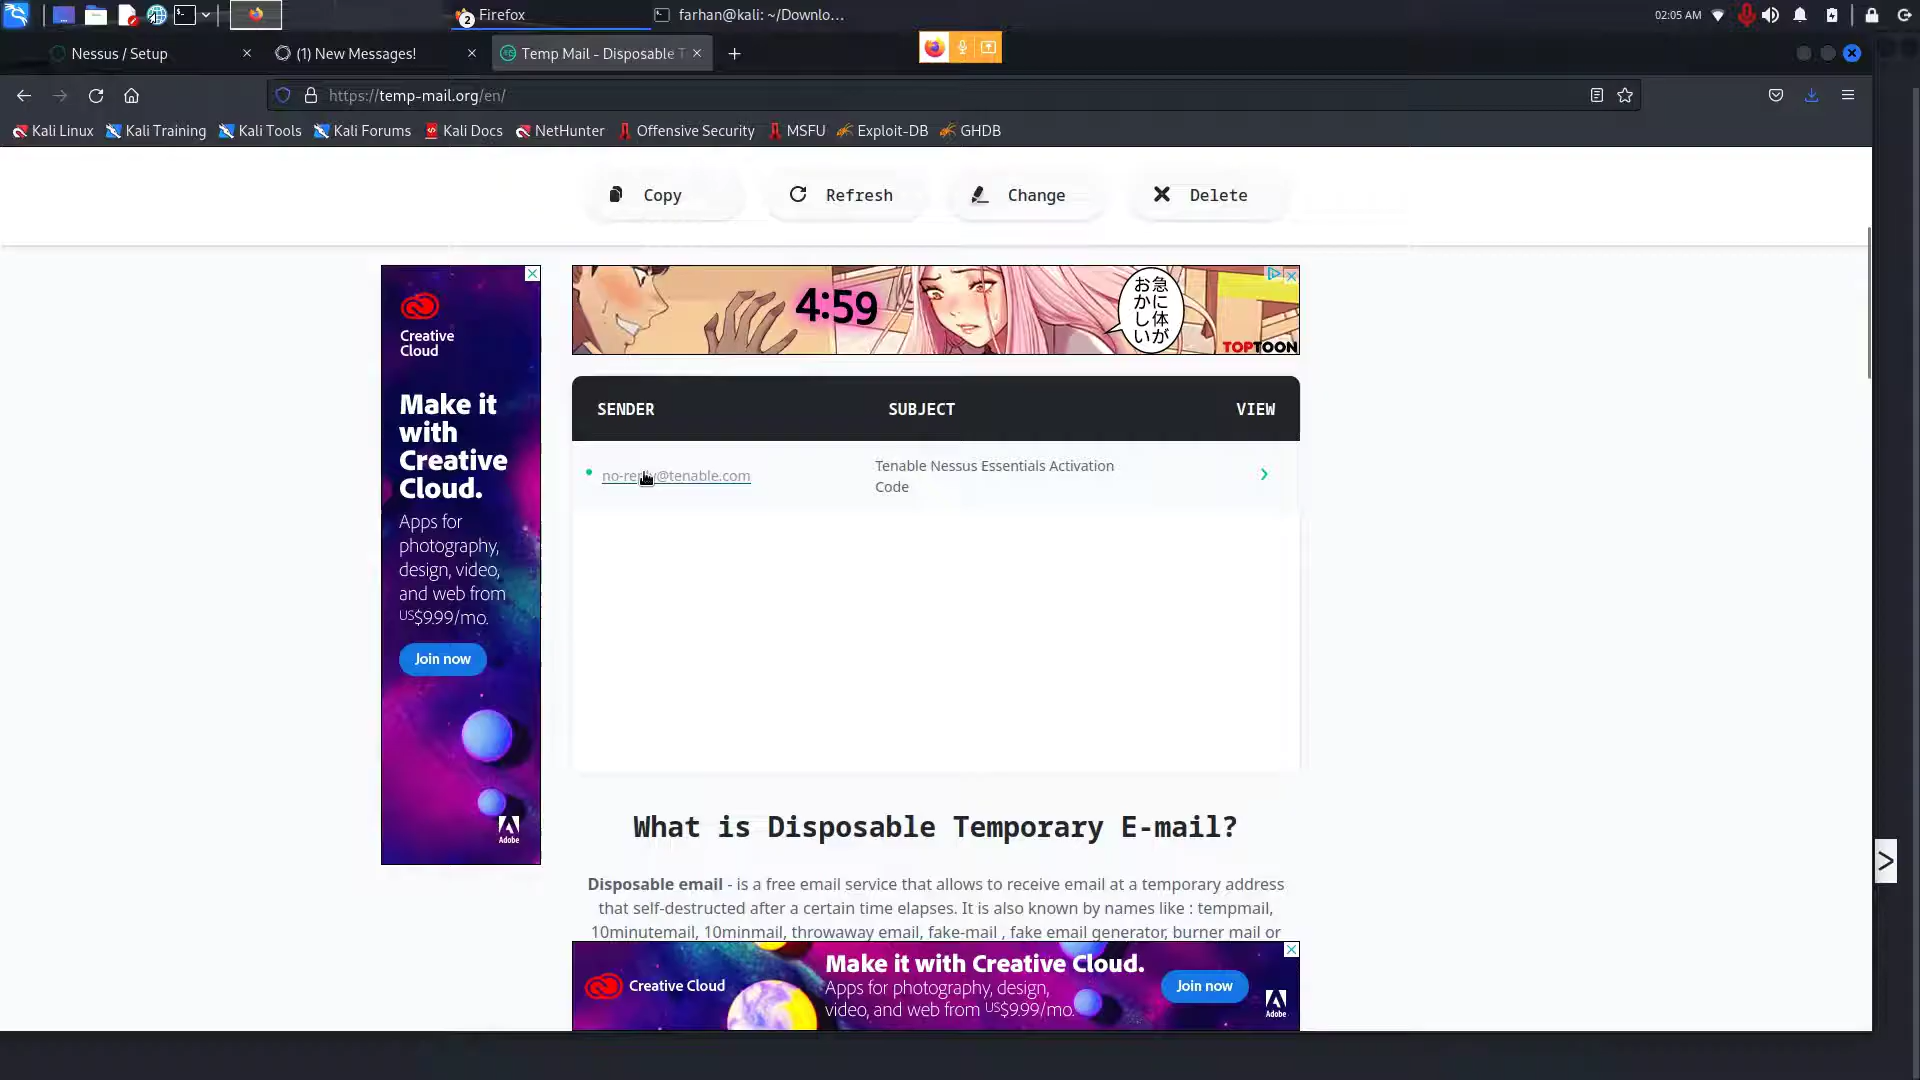 2
Firefox
farhan@kali: ~/Downlo...
02:05 AM
Nessus / Setup
(1) New Messages!
Temp Mail - Disposable T
https://temp-mail.org/en/
Kali Linux
Kali Training
Kali Tools
Kali Forums
Kali Docs
NetHunter
Offensive Security
MSFU
Exploit-DB
GHDB
Copy
Refresh
Change
Delete
Creative
Cloud
Make it
with
Creative
Cloud.
Apps for
photography,
design, video,
and web from
US$9.99/mo.
Join now
Adobe
4:59
急に体が
おかしい
TOPTOON
SENDER
SUBJECT
VIEW
no-reply@tenable.com
Tenable Nessus Essentials Activation
Code
What is Disposable Temporary E-mail?
Disposable email - is a free email service that allows to receive email at a temporary address
that self-destructed after a certain time elapses. It is also known by names like : tempmail,
10minutemail, 10minmail, throwaway email, fake-mail , fake email generator, burner mail or
Creative Cloud
Make it with Creative Cloud.
Apps for photography, design,
video, and web from US$9.99/mo.
Join now
Adobe